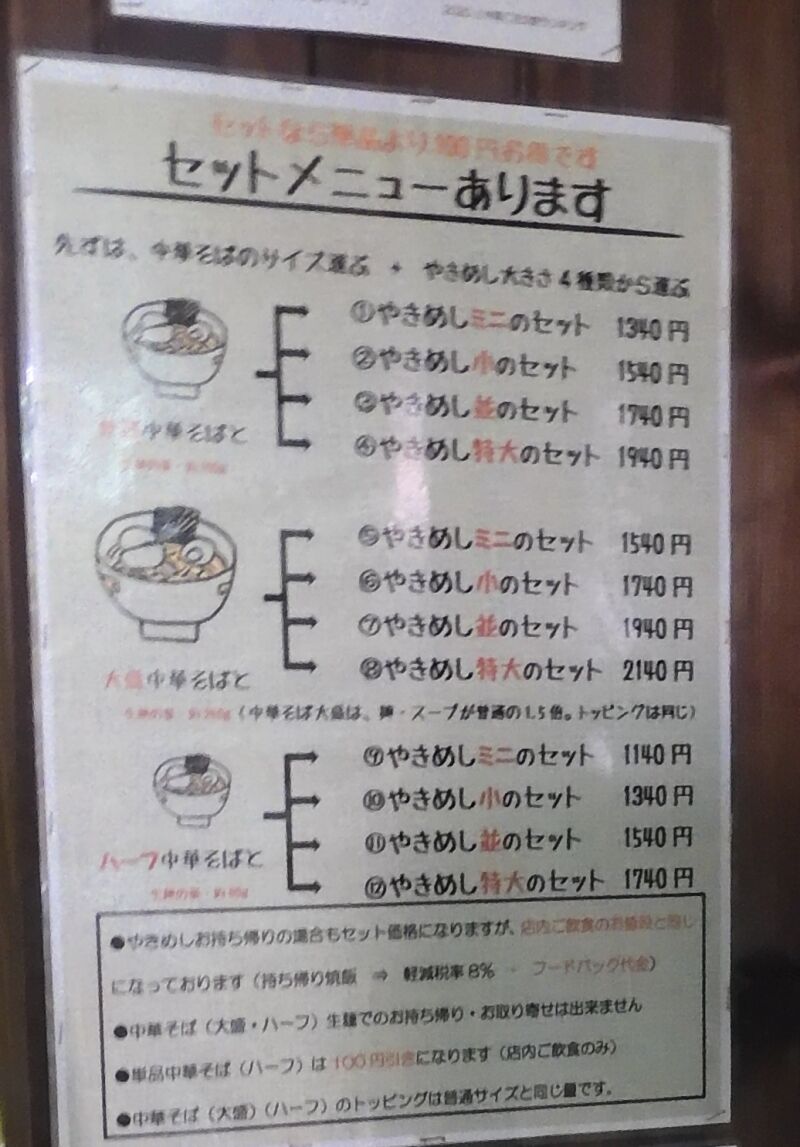 セットなら単品より100円お得です
セットメニューあります
先ずは、中華そばのサイズ選ぶ + やきめし大きさ4種類から選ぶ
①やきめしミニのセット 1340円
②やきめし小のセット 1540円
③やきめし並のセット 1740円
④やきめし特大のセット 1940円
普通中華そばと
⑤やきめしミニのセット 1540円
⑥やきめし小のセット 1740円
⑦やきめし並のセット 1940円
⑧やきめし特大のセット 2140円
大盛中華そばと
(中華そば大盛は、麺・スープが普通の1.5倍。トッピングは同じ)
⑨やきめしミニのセット 1140円
⑩やきめし小のセット 1340円
⑪やきめし並のセット 1540円
⑫やきめし特大のセット 1740円
ハーフ中華そばと
●やきめしお持ち帰りの場合もセット価格になりますが、店内ご飲食のお値段と同じ
になっております(持ち帰り焼飯 ⇒ 軽減税率8% ・ フードパック代金)
●中華そば(大盛・ハーフ)生麺でのお持ち帰り・お取り寄せは出来ません
●単品中華そば(ハーフ)は100円引きになります(店内ご飲食のみ)
●中華そば(大盛)(ハーフ)のトッピングは普通サイズと同じ量です。